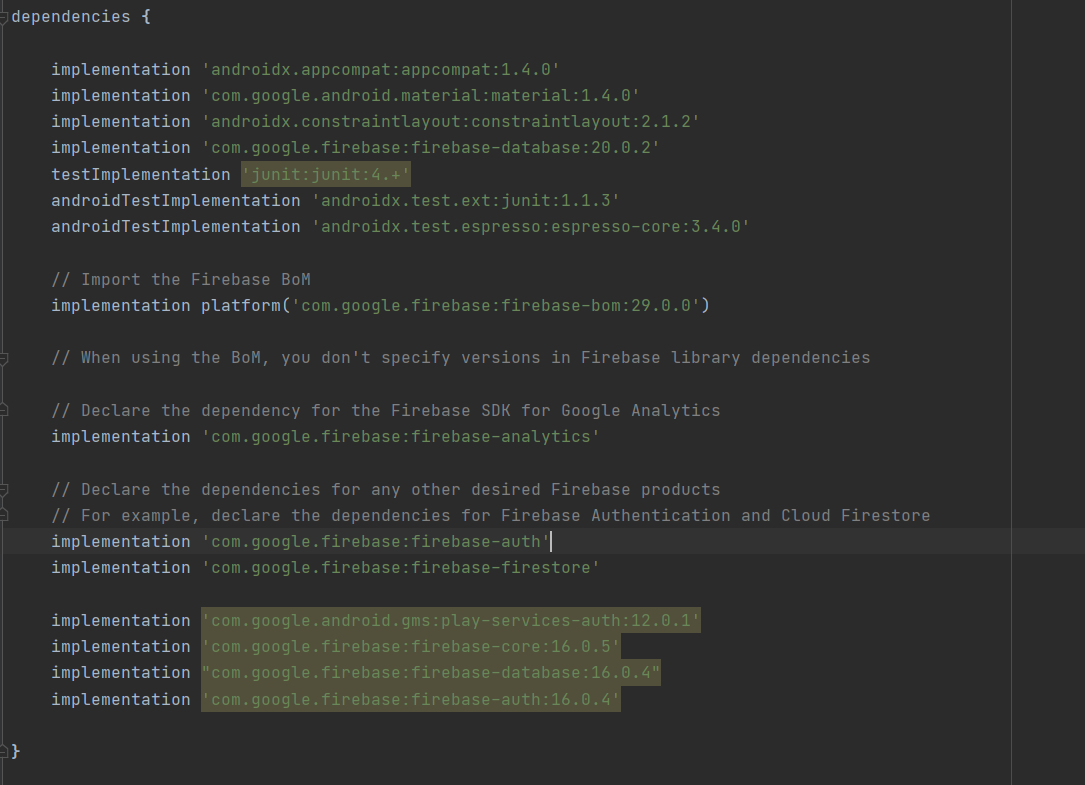 dependencies {
implementation 'androidx.appcompat:appcompat:1.4.0'
implementation 'com.google.android.material:material:1.4.0'
implementation 'androidx.constraintlayout:constraintlayout:2.1.2'
implementation 'com.google.firebase:firebase-database:20.0.2'
testImplementation 'junit:junit:4.+'
androidTestImplementation 'androidx.test.ext:junit:1.1.3'
androidTestImplementation 'androidx.test.espresso:espresso-core:3.4.0'
// Import the Firebase BoM
implementation platform('com.google.firebase:firebase-bom:29.0.0')
// When using the BoM, you don't specify versions in Firebase library dependencies
// Declare the dependency for the Firebase SDK for Google Analytics
implementation 'com.google.firebase:firebase-analytics'
// Declare the dependencies for any other desired Firebase products
// For example, declare the dependencies for Firebase Authentication and Cloud Firestore
implementation 'com.google.firebase:firebase-auth'
implementation 'com.google.firebase:firebase-firestore'
implementation 'com.google.android.gms:play-services-auth:12.0.1'
implementation 'com.google.firebase:firebase-core:16.0.5'
implementation "com.google.firebase:firebase-database:16.0.4"
implementation 'com.google.firebase:firebase-auth:16.0.4'
}